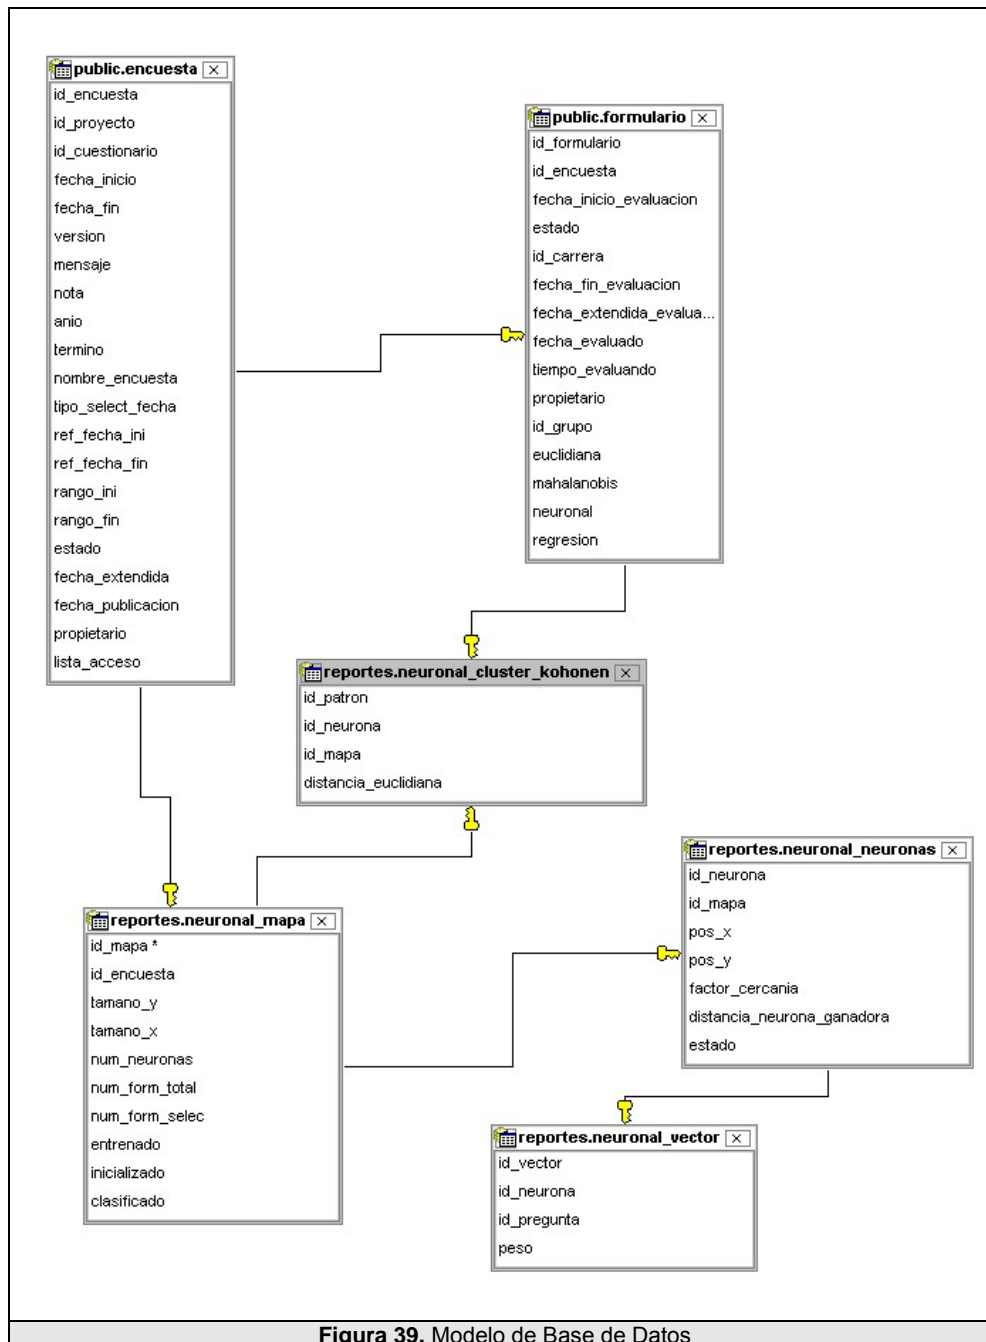 public.encuesta
id_encuesta
id_proyecto
id_cuestionario
fecha_inicio
fecha_fin
version
mensaje
nota
anio
termino
nombre_encuesta
tipo_select_fecha
ref_fecha_ini
ref_fecha_fin
rango_ini
rango_fin
estado
fecha_extendida
fecha_publicacion
propietario
lista_acceso
public.formulario
id_formulario
id_encuesta
fecha_inicio_evaluacion
estado
id_carrera
fecha_fin_evaluacion
fecha_extendida_evalua...
fecha_evaluado
tiempo_evaluando
propietario
id_grupo
euclidiana
mahalanobis
neuronal
regresion
reportes.neuronal_cluster_kohonen
id_patron
id_neurona
id_mapa
distancia_euclidiana
reportes.neuronal_mapa
id_mapa *
id_encuesta
tamano_y
tamano_x
num_neuronas
num_form_total
num_form_selec
entrenado
inicializado
clasificado
reportes.neuronal_neuronas
id_neurona
id_mapa
pos_x
pos_y
factor_cercania
distancia_neurona_ganadora
estado
reportes.neuronal_vector
id_vector
id_neurona
id_pregunta
peso
Figura 39. Modelo de Base de Datos